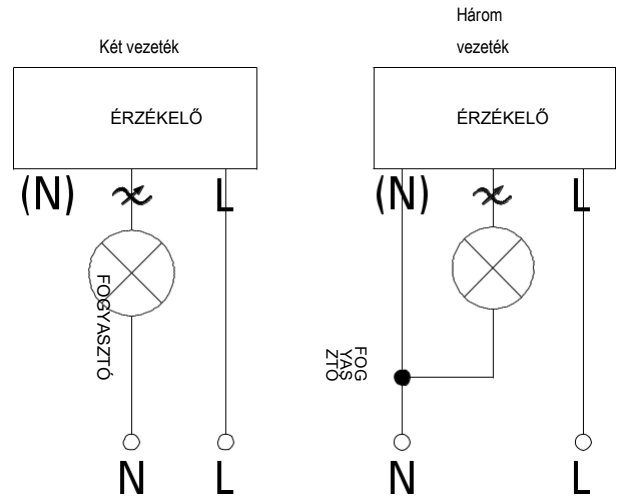 Két vezeték
ÉRZÉKELŐ
(N)
L
FOGYASZTÓ
N
L
Három
vezeték
ÉRZÉKELŐ
(N)
L
FOG
YAS
ZTÓ
N
L